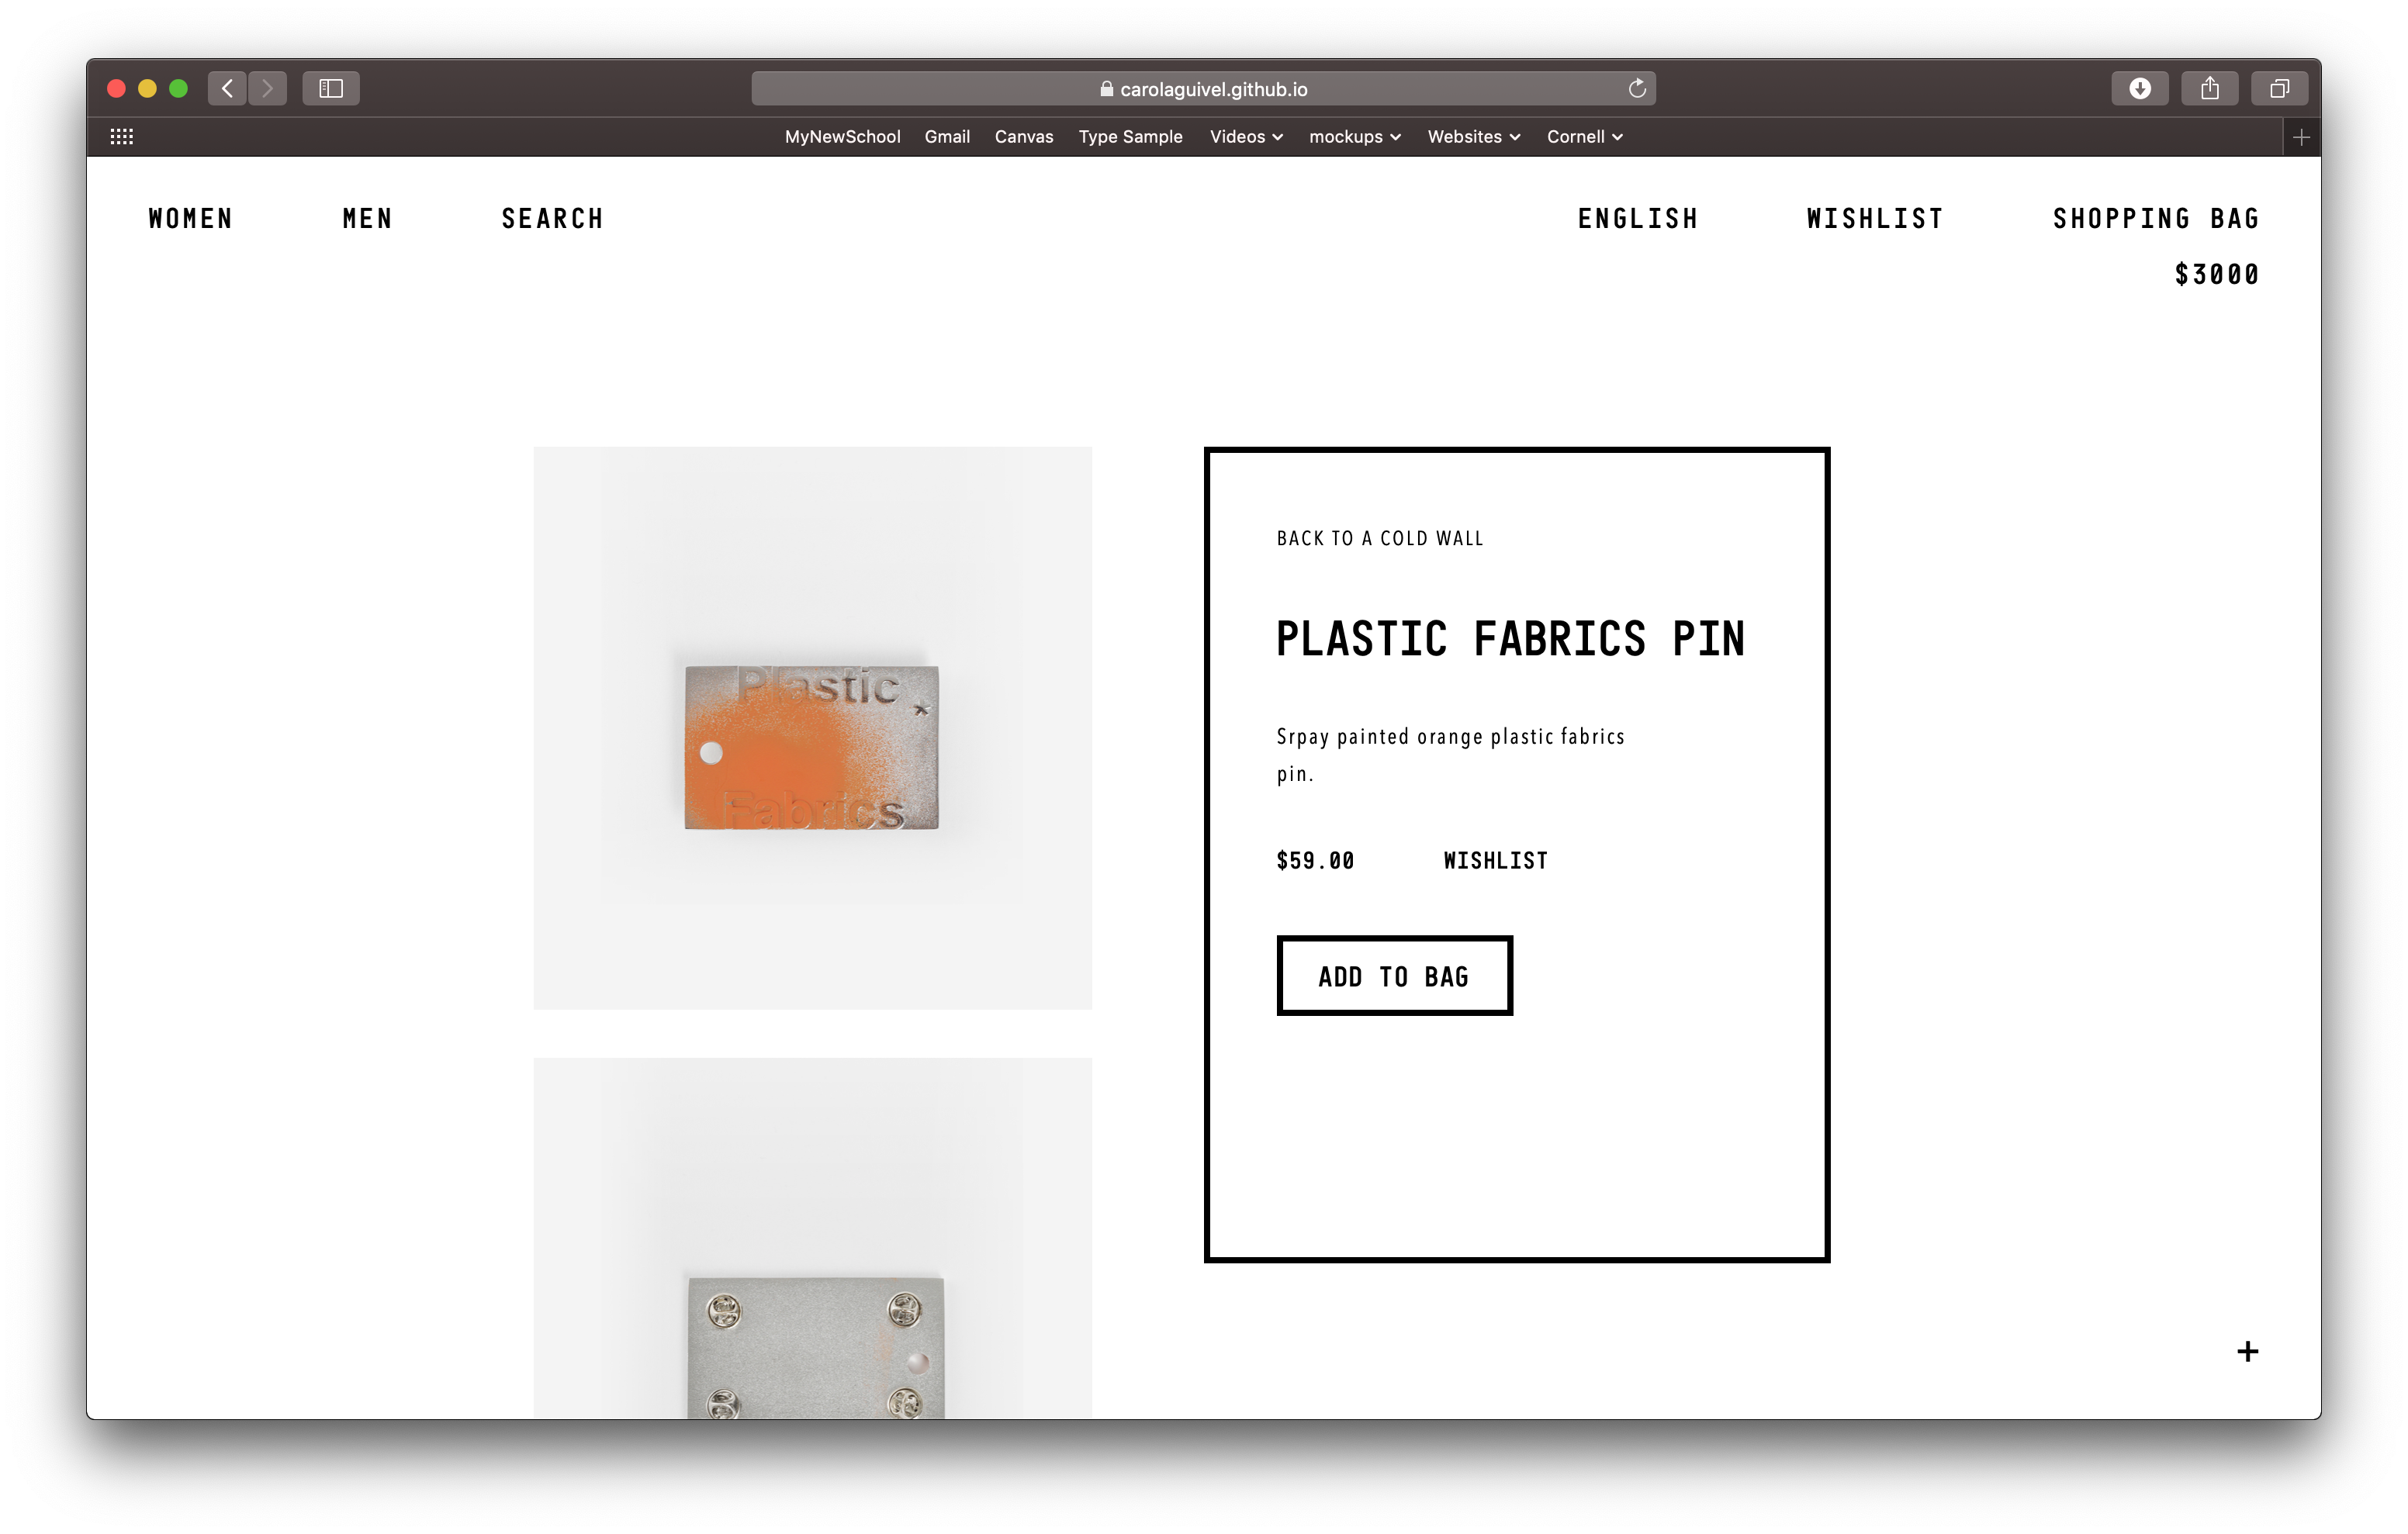 carolaguivel.github.io
MyNewSchool Gmail Canvas Type Sample Videos mockups Websites Cornell
WOMEN MEN SEARCH ENGLISH WISHLIST SHOPPING BAG
$3000
Plastic
Fabrics
BACK TO A COLD WALL
PLASTIC FABRICS PIN
Srpay painted orange plastic fabrics
pin.
$59.00 WISHLIST
ADD TO BAG
+